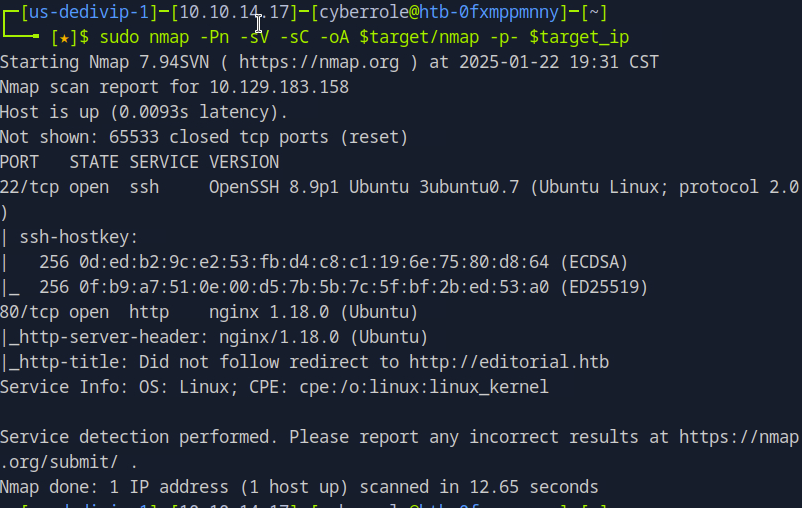 ┌─[us-dedivip-1]─[10.10.14.17]─[cyberrole@htb-0fxmppmnny]─[~]
└──╼ [★]$ sudo nmap -Pn -sV -sC -oA $target/nmap -p- $target_ip
Starting Nmap 7.94SVN ( https://nmap.org ) at 2025-01-22 19:31 CST
Nmap scan report for 10.129.183.158
Host is up (0.0093s latency).
Not shown: 65533 closed tcp ports (reset)
PORT   STATE SERVICE VERSION
22/tcp open  ssh     OpenSSH 8.9p1 Ubuntu 3ubuntu0.7 (Ubuntu Linux; protocol 2.0
)
| ssh-hostkey:
|   256 0d:ed:b2:9c:e2:53:fb:d4:c8:c1:19:6e:75:80:d8:64 (ECDSA)
|_  256 0f:b9:a7:51:0e:00:d5:7b:5b:7c:5f:bf:2b:ed:53:a0 (ED25519)
80/tcp open  http    nginx 1.18.0 (Ubuntu)
|_http-server-header: nginx/1.18.0 (Ubuntu)
|_http-title: Did not follow redirect to http://editorial.htb
Service Info: OS: Linux; CPE: cpe:/o:linux:linux_kernel

Service detection performed. Please report any incorrect results at https://nmap
.org/submit/ .
Nmap done: 1 IP address (1 host up) scanned in 12.65 seconds